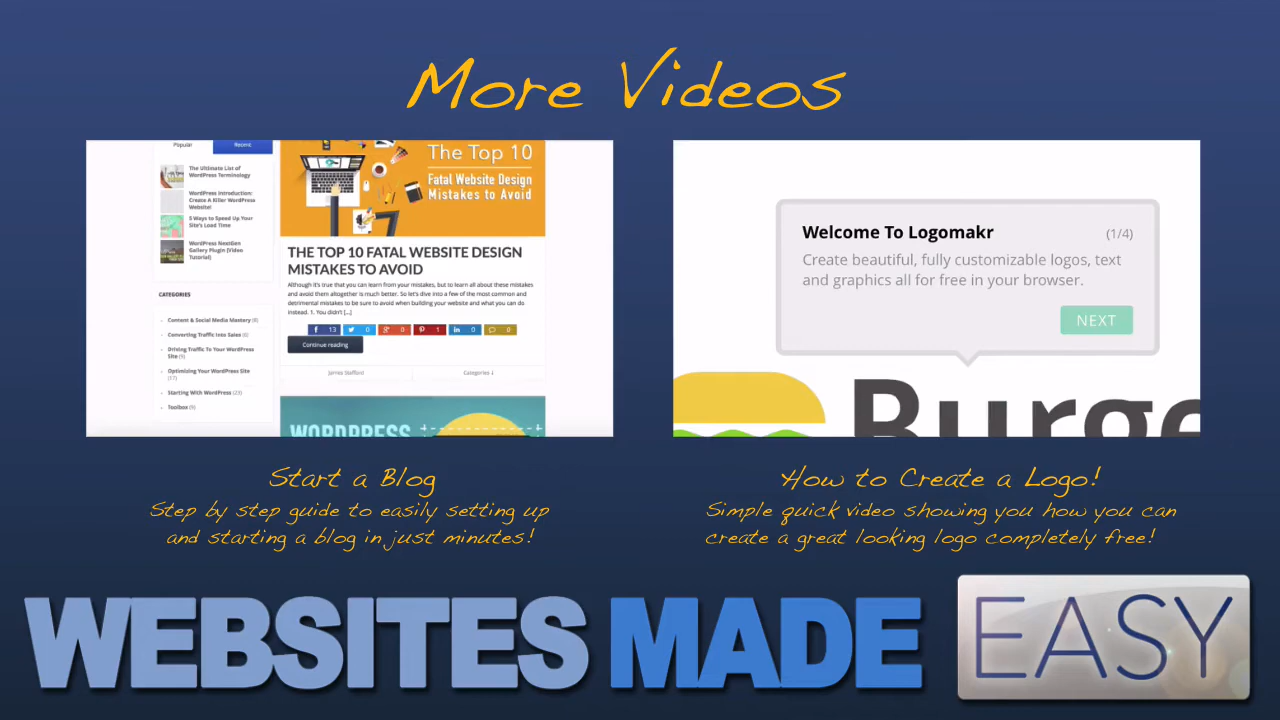 More Videos
Popular
Recent
The Ultimate List of
WordPress Terminology
WordPress Introduction:
Create A Killer WordPress
Website!
5 Ways to Speed Up Your
Site's Load Time
WordPress NextGen
Gallery Plugin [Video
Tutorial]
CATEGORIES
Content & Social Media Mastery (8)
Converting Traffic Into Sales (6)
Driving Traffic To Your WordPress
Site (9)
Optimizing Your WordPress Site
(17)
Starting With WordPress (23)
Toolbox (9)
The Top 10
Fatal Website Design
Mistakes to Avoid
THE TOP 10 FATAL WEBSITE DESIGN
MISTAKES TO AVOID
Although it's true that you can learn from your mistakes, but to learn all about these mistakes
and avoid them altogether is much better. So let's dive into a few of the most common and
detrimental mistakes to be sure to avoid when building your website and what you can do
instead. 1. You didn't [...]
13 0 0 1 0 0
Continue reading
James Stafford
Categories ↓
WORDPRESS
Welcome To Logomakr (1/4)
Create beautiful, fully customizable logos, text
and graphics all for free in your browser.
NEXT
Burge
Start a Blog
Step by step guide to easily setting up
and starting a blog in just minutes!
How to Create a Logo!
Simple quick video showing you how you can
create a great looking logo completely free!
WEBSITES MADE EASY